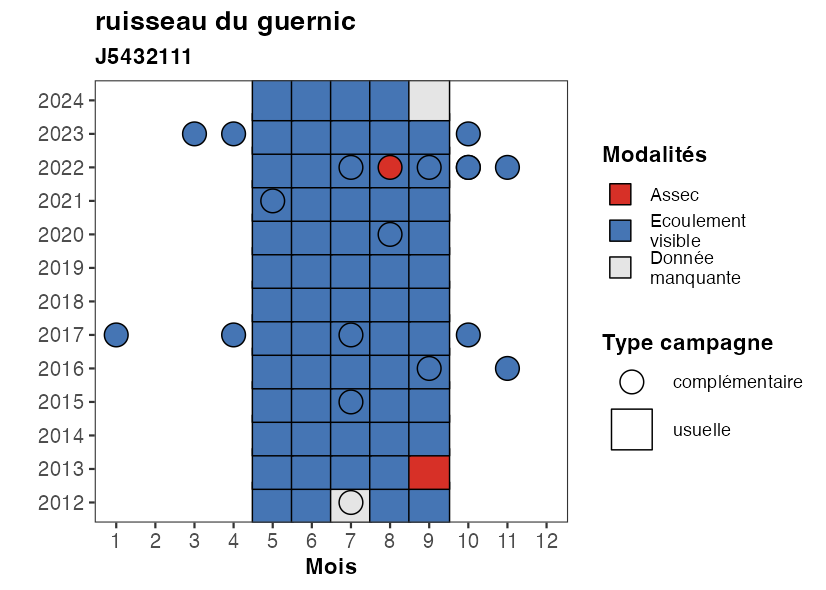 ruisseau du guernic
J5432111
2024
2023
2022
2021
2020
2019
2018
2017
2016
2015
2014
2013
2012
1 2 3 4 5 6 7 8 9 10 11 12
Mois
Modalités
Assec
Ecoulement
visible
Donnée
manquante
Type campagne
complémentaire
usuelle